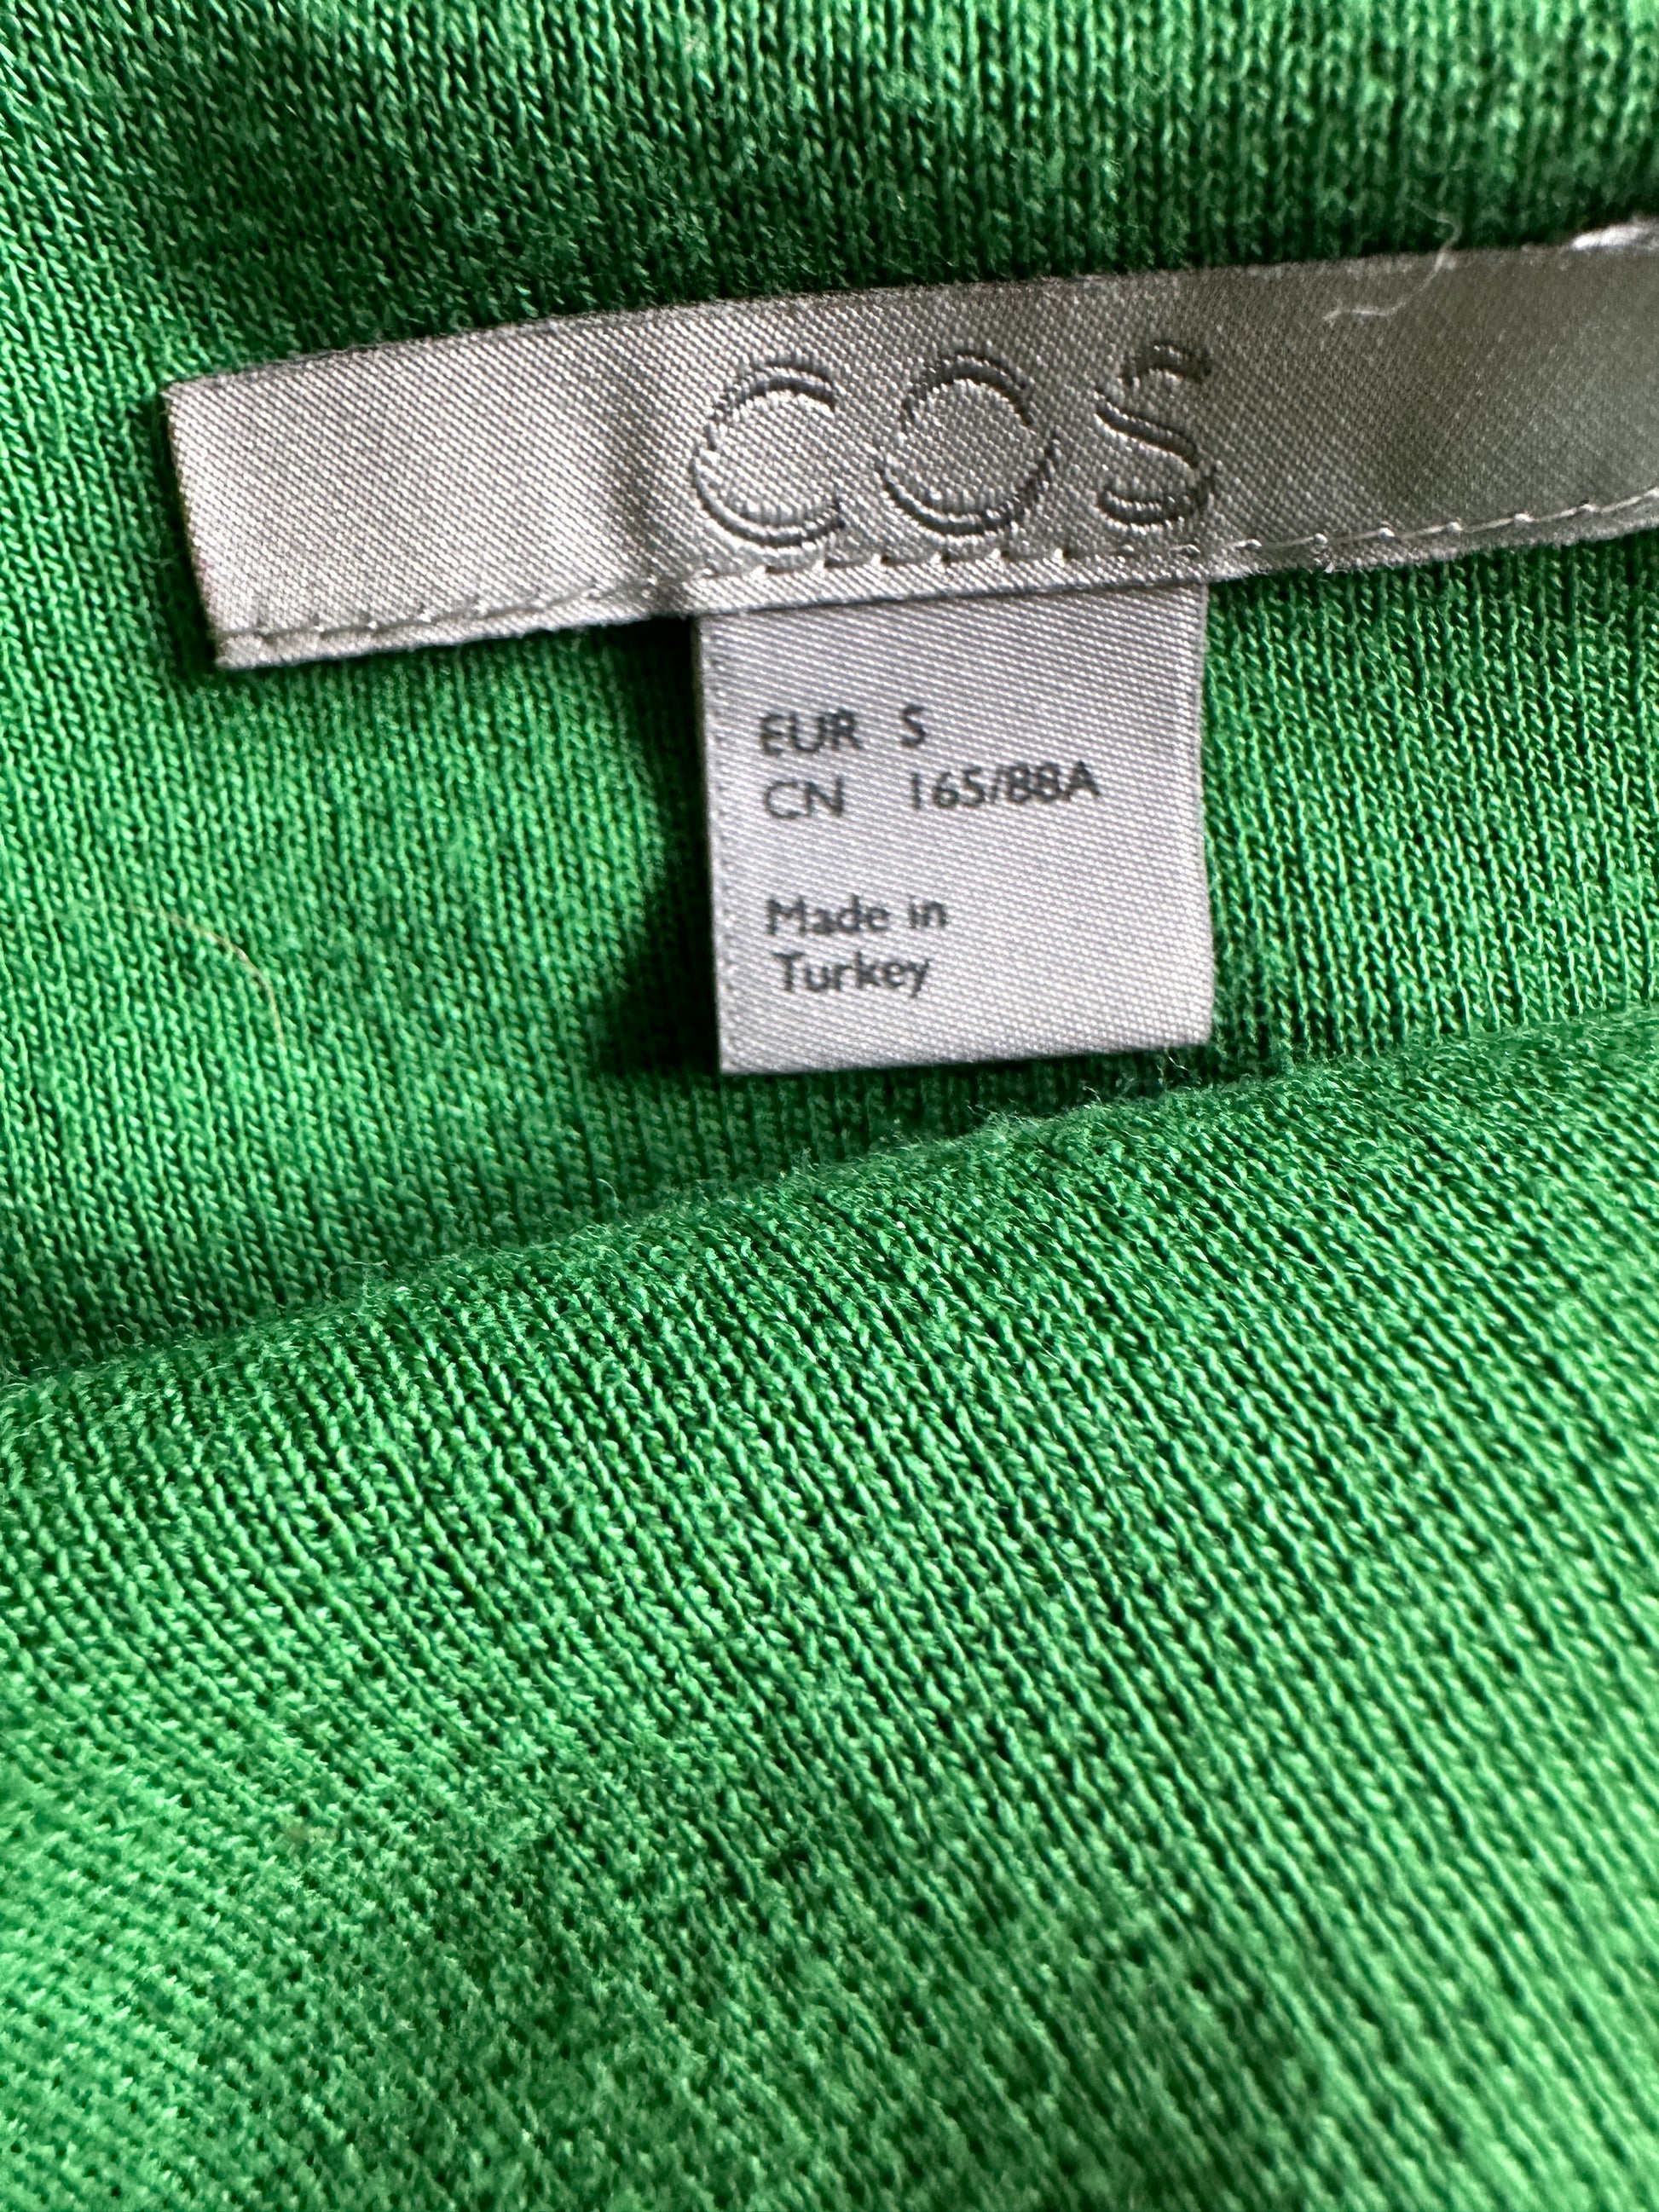 COS
EUR S
CN 165/88A
Made in
Turkey